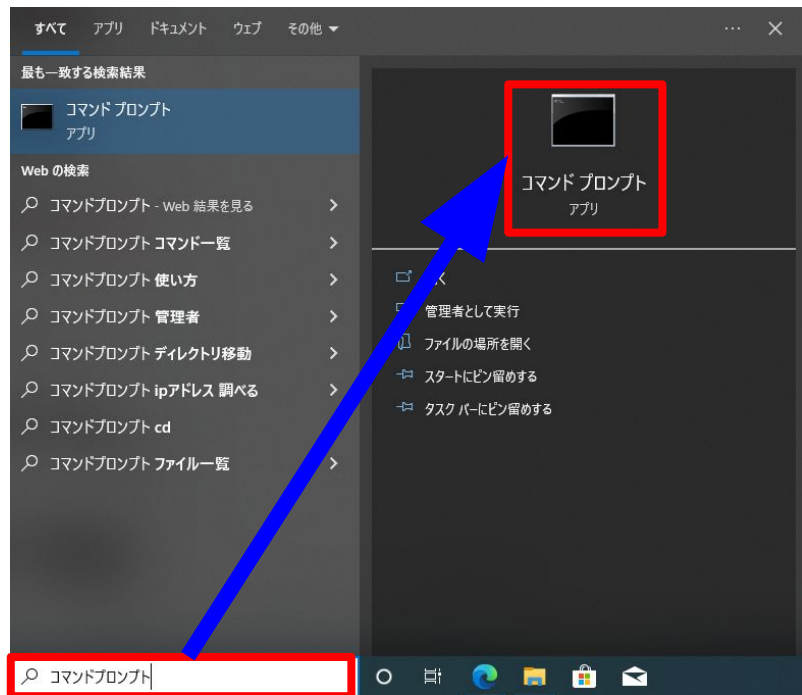 すべて アプリ ドキュメント ウェブ その他
最も一致する検索結果
コマンド プロンプト
アプリ
Web の検索
コマンドプロンプト - Web 結果を見る
コマンドプロンプト コマンド一覧
コマンドプロンプト 使い方
コマンドプロンプト 管理者
コマンドプロンプト ディレクトリ移動
コマンドプロンプト ipアドレス 調べる
コマンドプロンプト cd
コマンドプロンプト ファイル一覧
コマンドプロンプト
コマンド プロンプト
アプリ
く
管理者として実行
ファイルの場所を開く
スタートにピン留めする
タスク バーにピン留めする